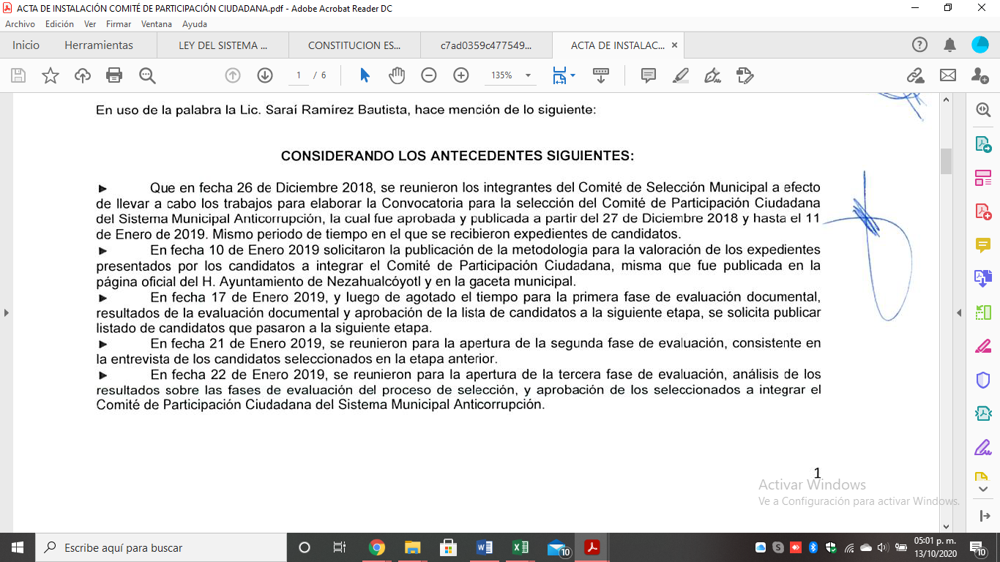 ACTA DE INSTALACIÓN COMITÉ DE PARTICIPACIÓN CIUDADANA.pdf - Adobe Acrobat Reader DC
Archivo Edición Ver Firmar Ventana Ayuda
Inicio Herramientas LEY DEL SISTEMA ... CONSTITUCION ES... c7ad0359c477549... ACTA DE INSTALAC... ×
1 / 6 135%
En uso de la palabra la Lic. Saraí Ramírez Bautista, hace mención de lo siguiente:
CONSIDERANDO LOS ANTECEDENTES SIGUIENTES:
► Que en fecha 26 de Diciembre 2018, se reunieron los integrantes del Comité de Selección Municipal a efecto
de llevar a cabo los trabajos para elaborar la Convocatoria para la selección del Comité de Participación Ciudadana
del Sistema Municipal Anticorrupción, la cual fue aprobada y publicada a partir del 27 de Diciembre 2018 y hasta el 11
de Enero de 2019. Mismo periodo de tiempo en el que se recibieron expedientes de candidatos.
► En fecha 10 de Enero 2019 solicitaron la publicación de la metodología para la valoración de los expedientes
presentados por los candidatos a integrar el Comité de Participación Ciudadana, misma que fue publicada en la
página oficial del H. Ayuntamiento de Nezahualcóyotl y en la gaceta municipal.
► En fecha 17 de Enero 2019, y luego de agotado el tiempo para la primera fase de evaluación documental,
resultados de la evaluación documental y aprobación de la lista de candidatos a la siguiente etapa, se solicita publicar
listado de candidatos que pasaron a la siguiente etapa.
► En fecha 21 de Enero 2019, se reunieron para la apertura de la segunda fase de evaluación, consistente en
la entrevista de los candidatos seleccionados en la etapa anterior.
► En fecha 22 de Enero 2019, se reunieron para la apertura de la tercera fase de evaluación, análisis de los
resultados sobre las fases de evaluación del proceso de selección, y aprobación de los seleccionados a integrar el
Comité de Participación Ciudadana del Sistema Municipal Anticorrupción.
1
Activar Windows
Ve a Configuración para activar Windows.
Escribe aquí para buscar
10
05:01 p. m.
13/10/2020
10